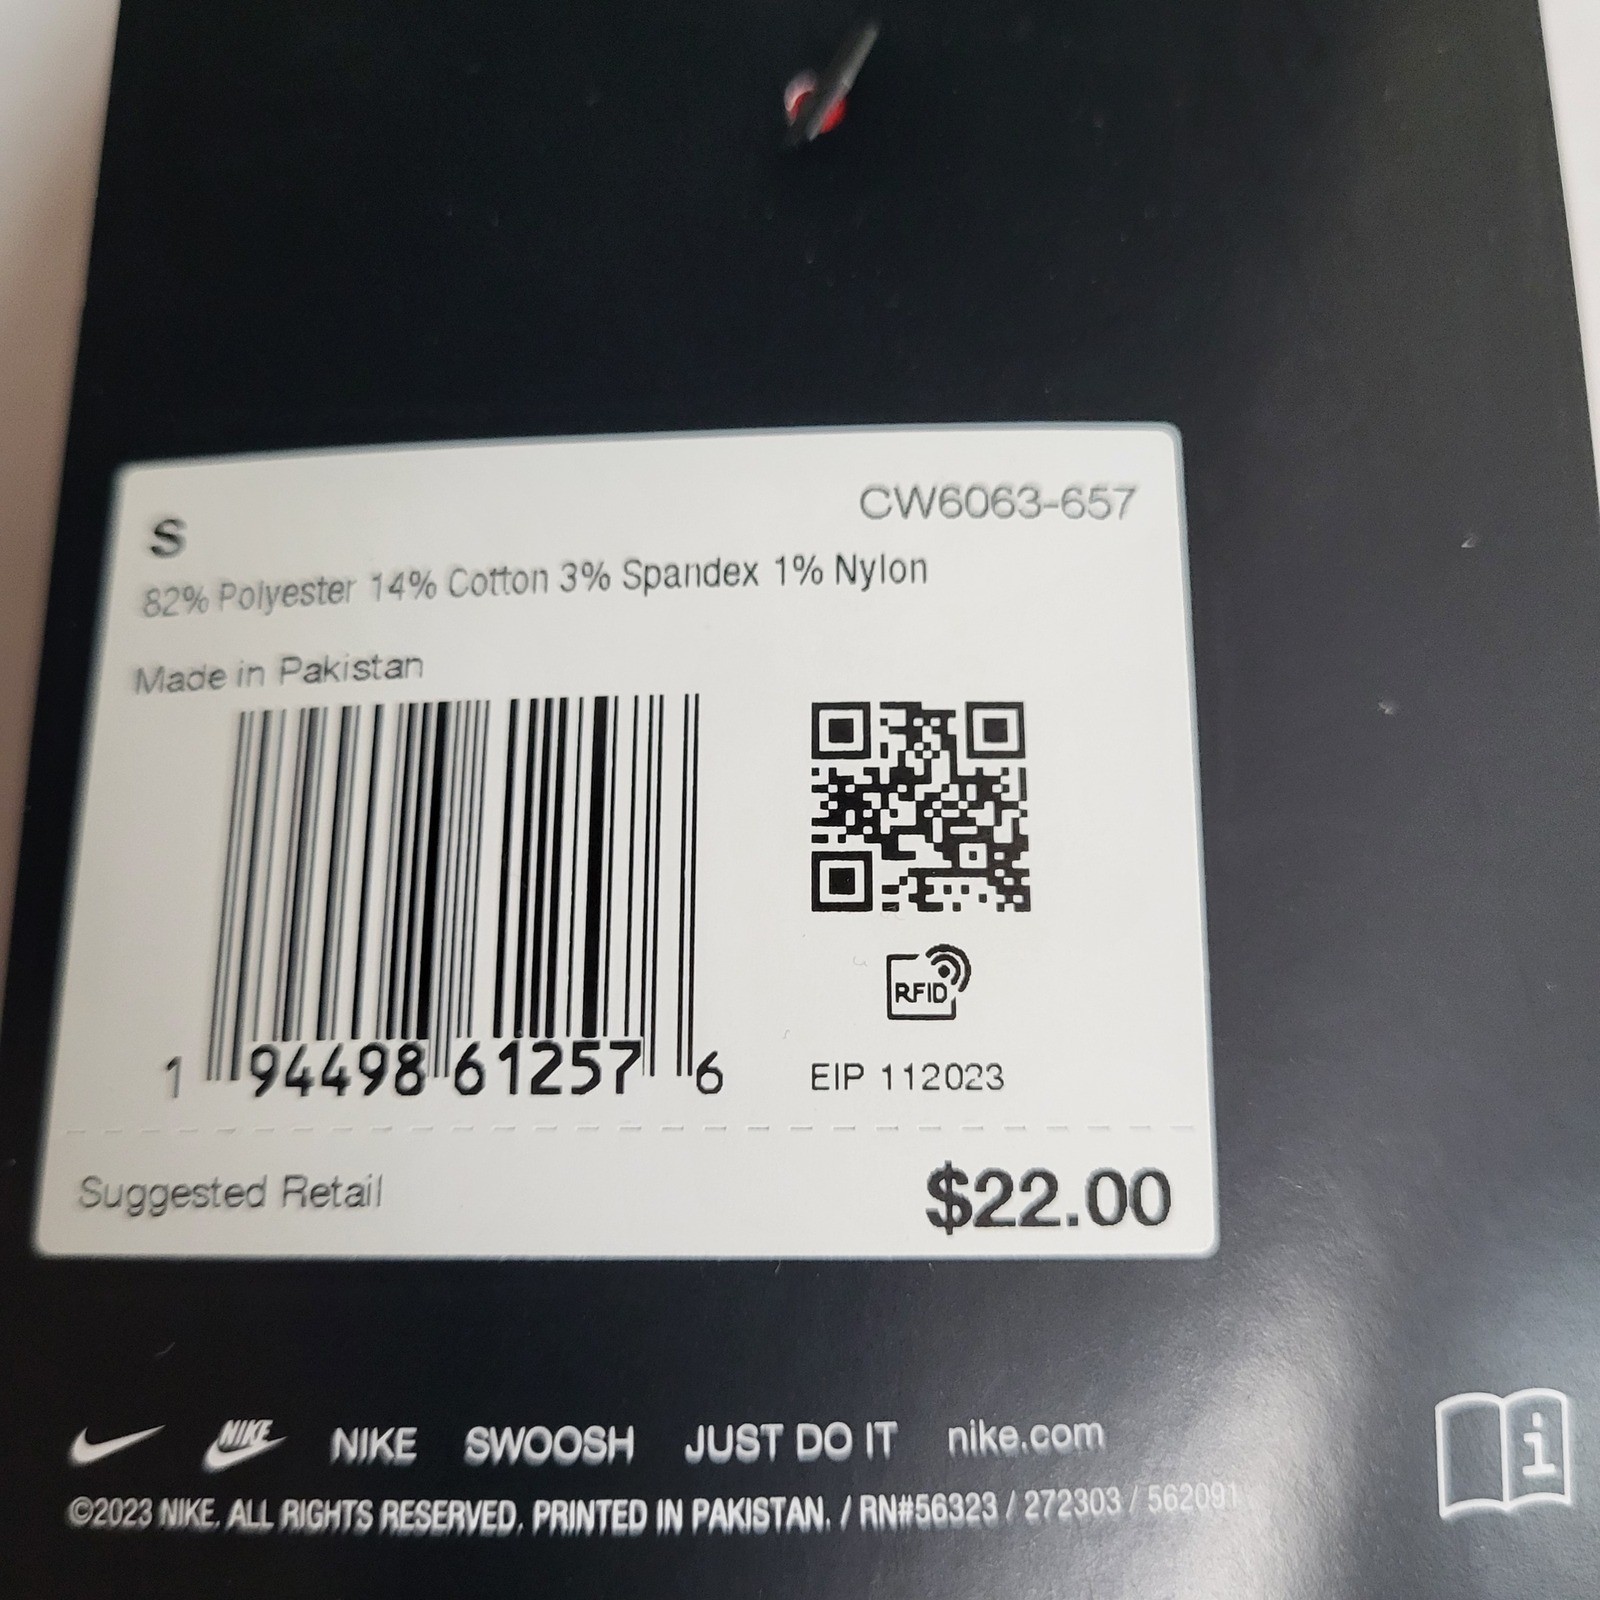 S
CW6063-657
82% Polyester 14% Cotton 3% Spandex 1% Nylon
Made in Pakistan
RFID
1 94498 61257 6
EIP 112023
Suggested Retail
$22.00
NIKE NIKE SWOOSH JUST DO IT nike.com
©2023 NIKE. ALL RIGHTS RESERVED. PRINTED IN PAKISTAN. / RN#56323 / 272303 / 562091
i